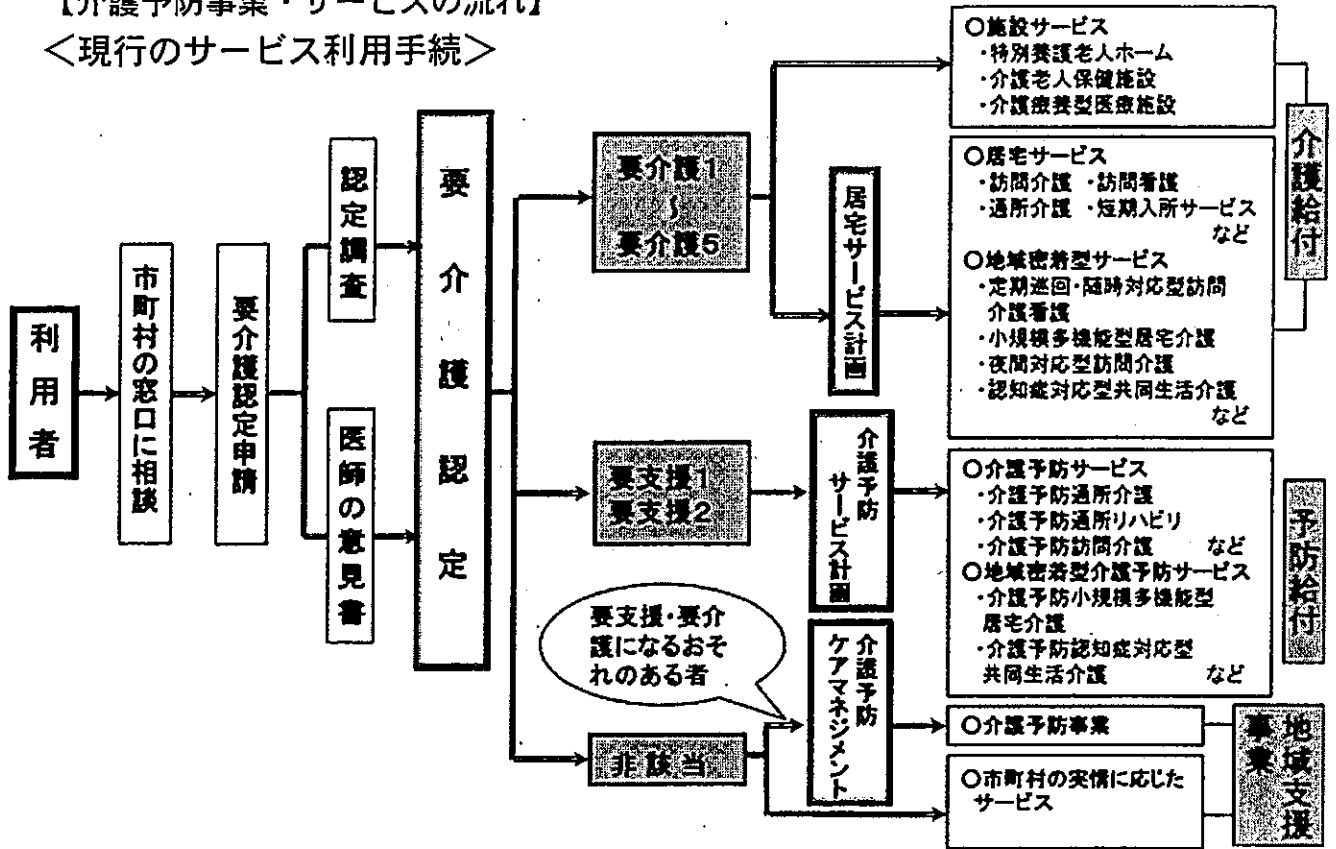 【介護予防事業・サービスの流れ】
＜現行のサービス利用手続＞
利用者
市町村の窓口に相談
要介護認定申請
認定調査
医師の意見書
要介護認定
要介護1
〜
要介護5
居宅サービス計画
○施設サービス
・特別養護老人ホーム
・介護老人保健施設
・介護療養型医療施設
○居宅サービス
・訪問介護 ・訪問看護
・通所介護 ・短期入所サービス
など
○地域密着型サービス
・定期巡回・随時対応型訪問
介護看護
・小規模多機能型居宅介護
・夜間対応型訪問介護
・認知症対応型共同生活介護
など
介護給付
要支援1
要支援2
介護予防
サービス計画
○介護予防サービス
・介護予防通所介護
・介護予防通所リハビリ
・介護予防訪問介護 など
○地域密着型介護予防サービス
・介護予防小規模多機能型
居宅介護
・介護予防認知症対応型
共同生活介護 など
予防給付
要支援・要介
護になるおそ
れのある者
非該当
介護予防
ケアマネジメント
○介護予防事業
○市町村の実情に応じた
サービス
地域支援
事業